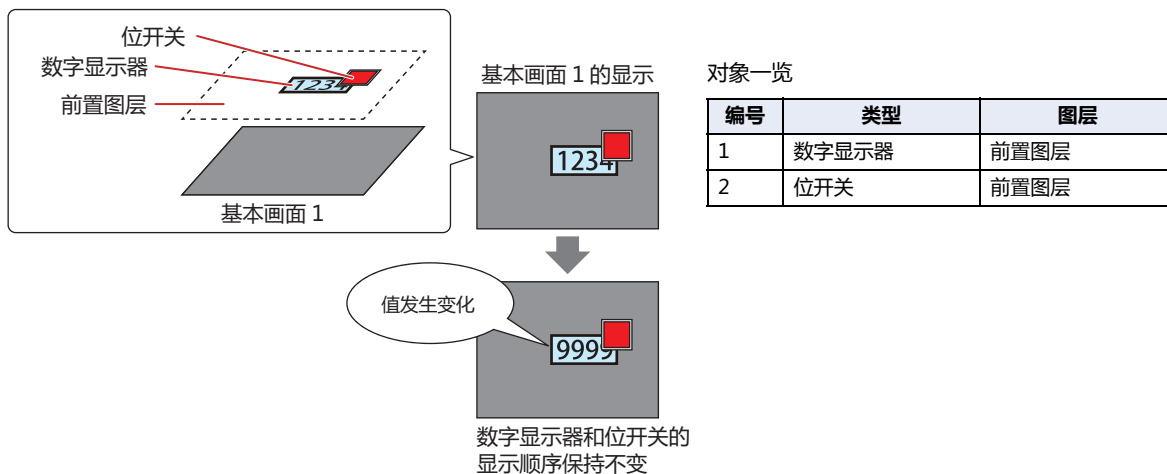 位开关
数字显示器
前置图层
基本画面 1
基本画面 1 的显示
1234
1234
值发生变化
9999
数字显示器和位开关的
显示顺序保持不变
对象一览
编号 类型 图层
1 数字显示器 前置图层
2 位开关 前置图层